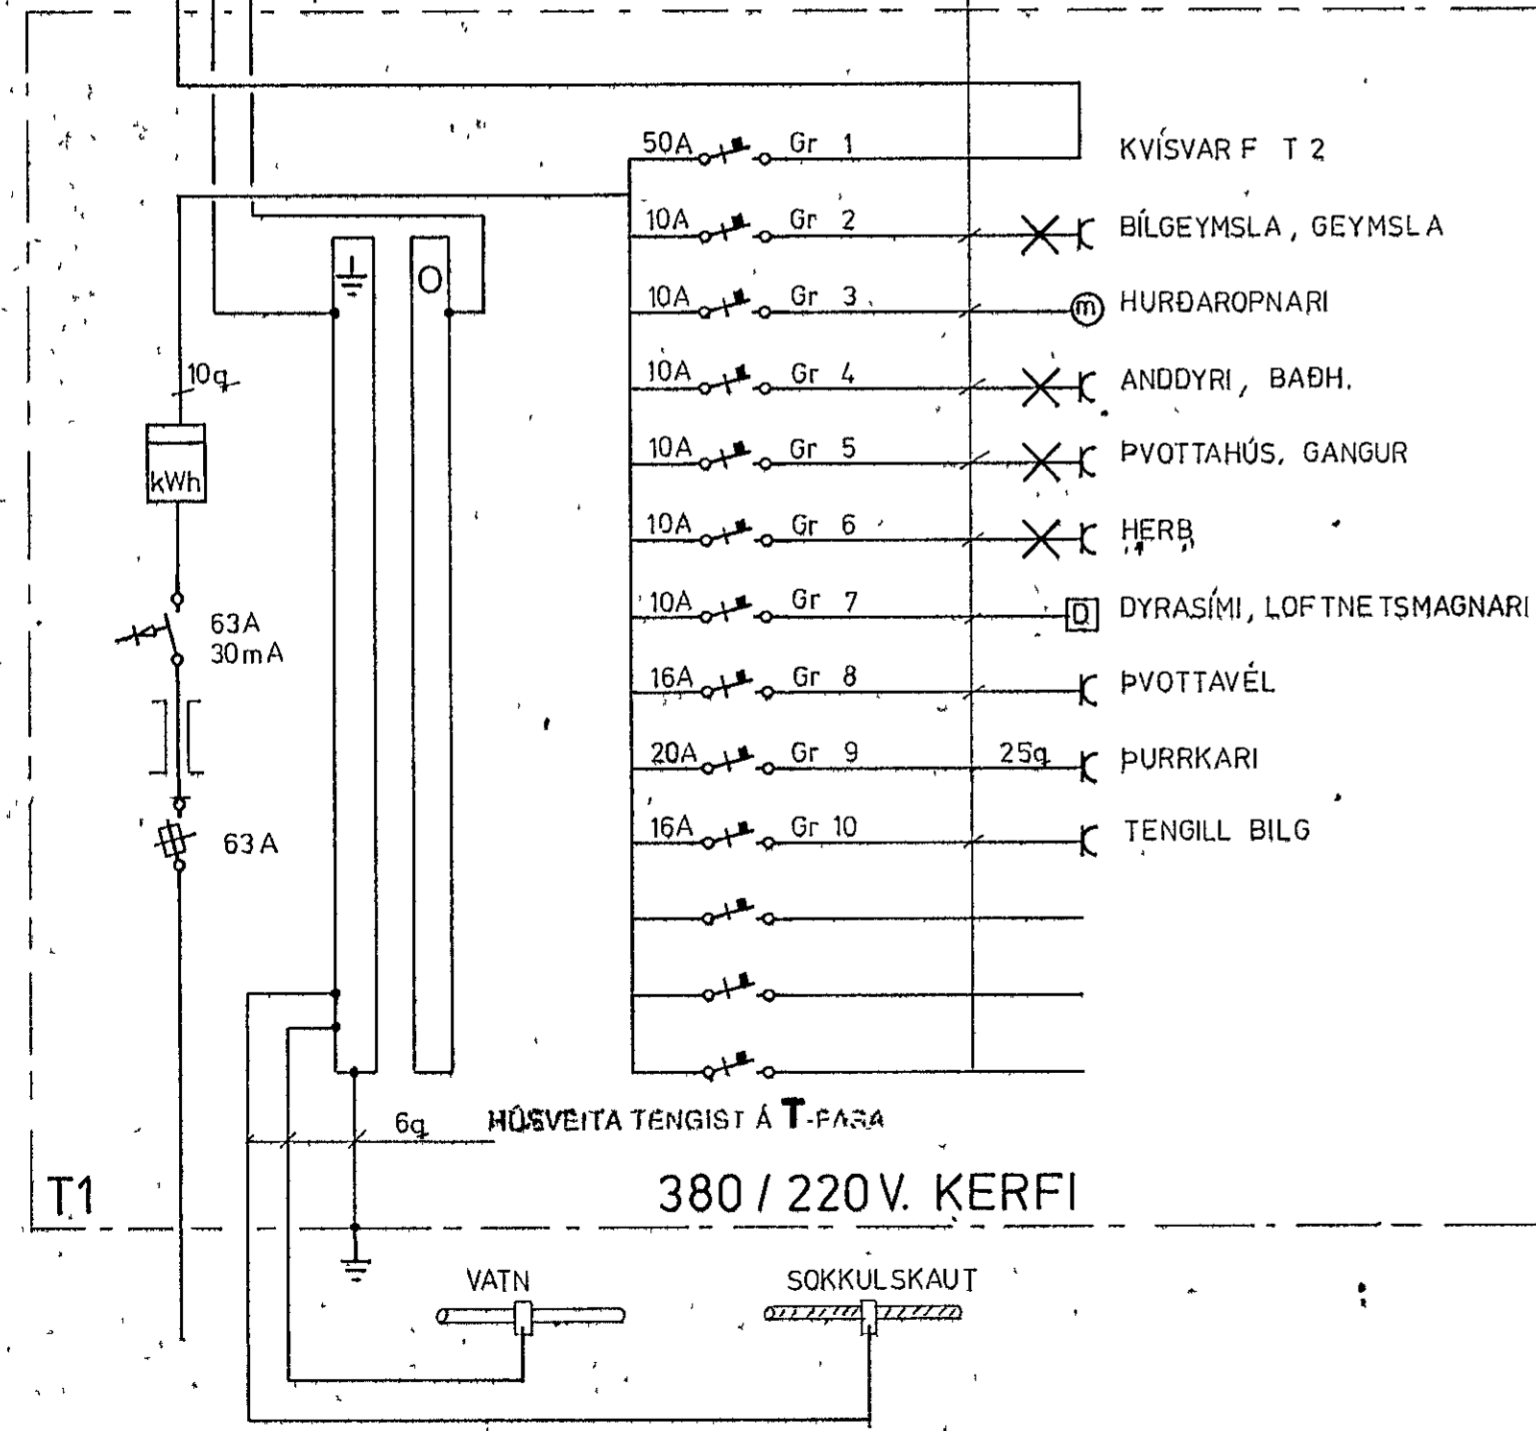 50A Gr 1 KVÍSVAR F T 2
10A Gr 2 BÍLGEYMSLA, GEYMSLA
10A Gr 3 m HURÐAROPNARI
10A Gr 4 ANDDYRI, BAÐH.
10q
10A Gr 5 ÞVOTTAHÚS, GANGUR
kWh
10A Gr 6 HERB
10A Gr 7 D DYRASÍMI, LOFTNETSMAGNARI
63A
30mA
16A Gr 8 ÞVOTTAVÉL
20A Gr 9 25q ÞURRKARI
16A Gr 10 TENGILL BILG
63A
O
6q HÚSVEITA TENGIST Á T-FARA
T1 380 / 220 V. KERFI
VATN SOKKULSKAUT